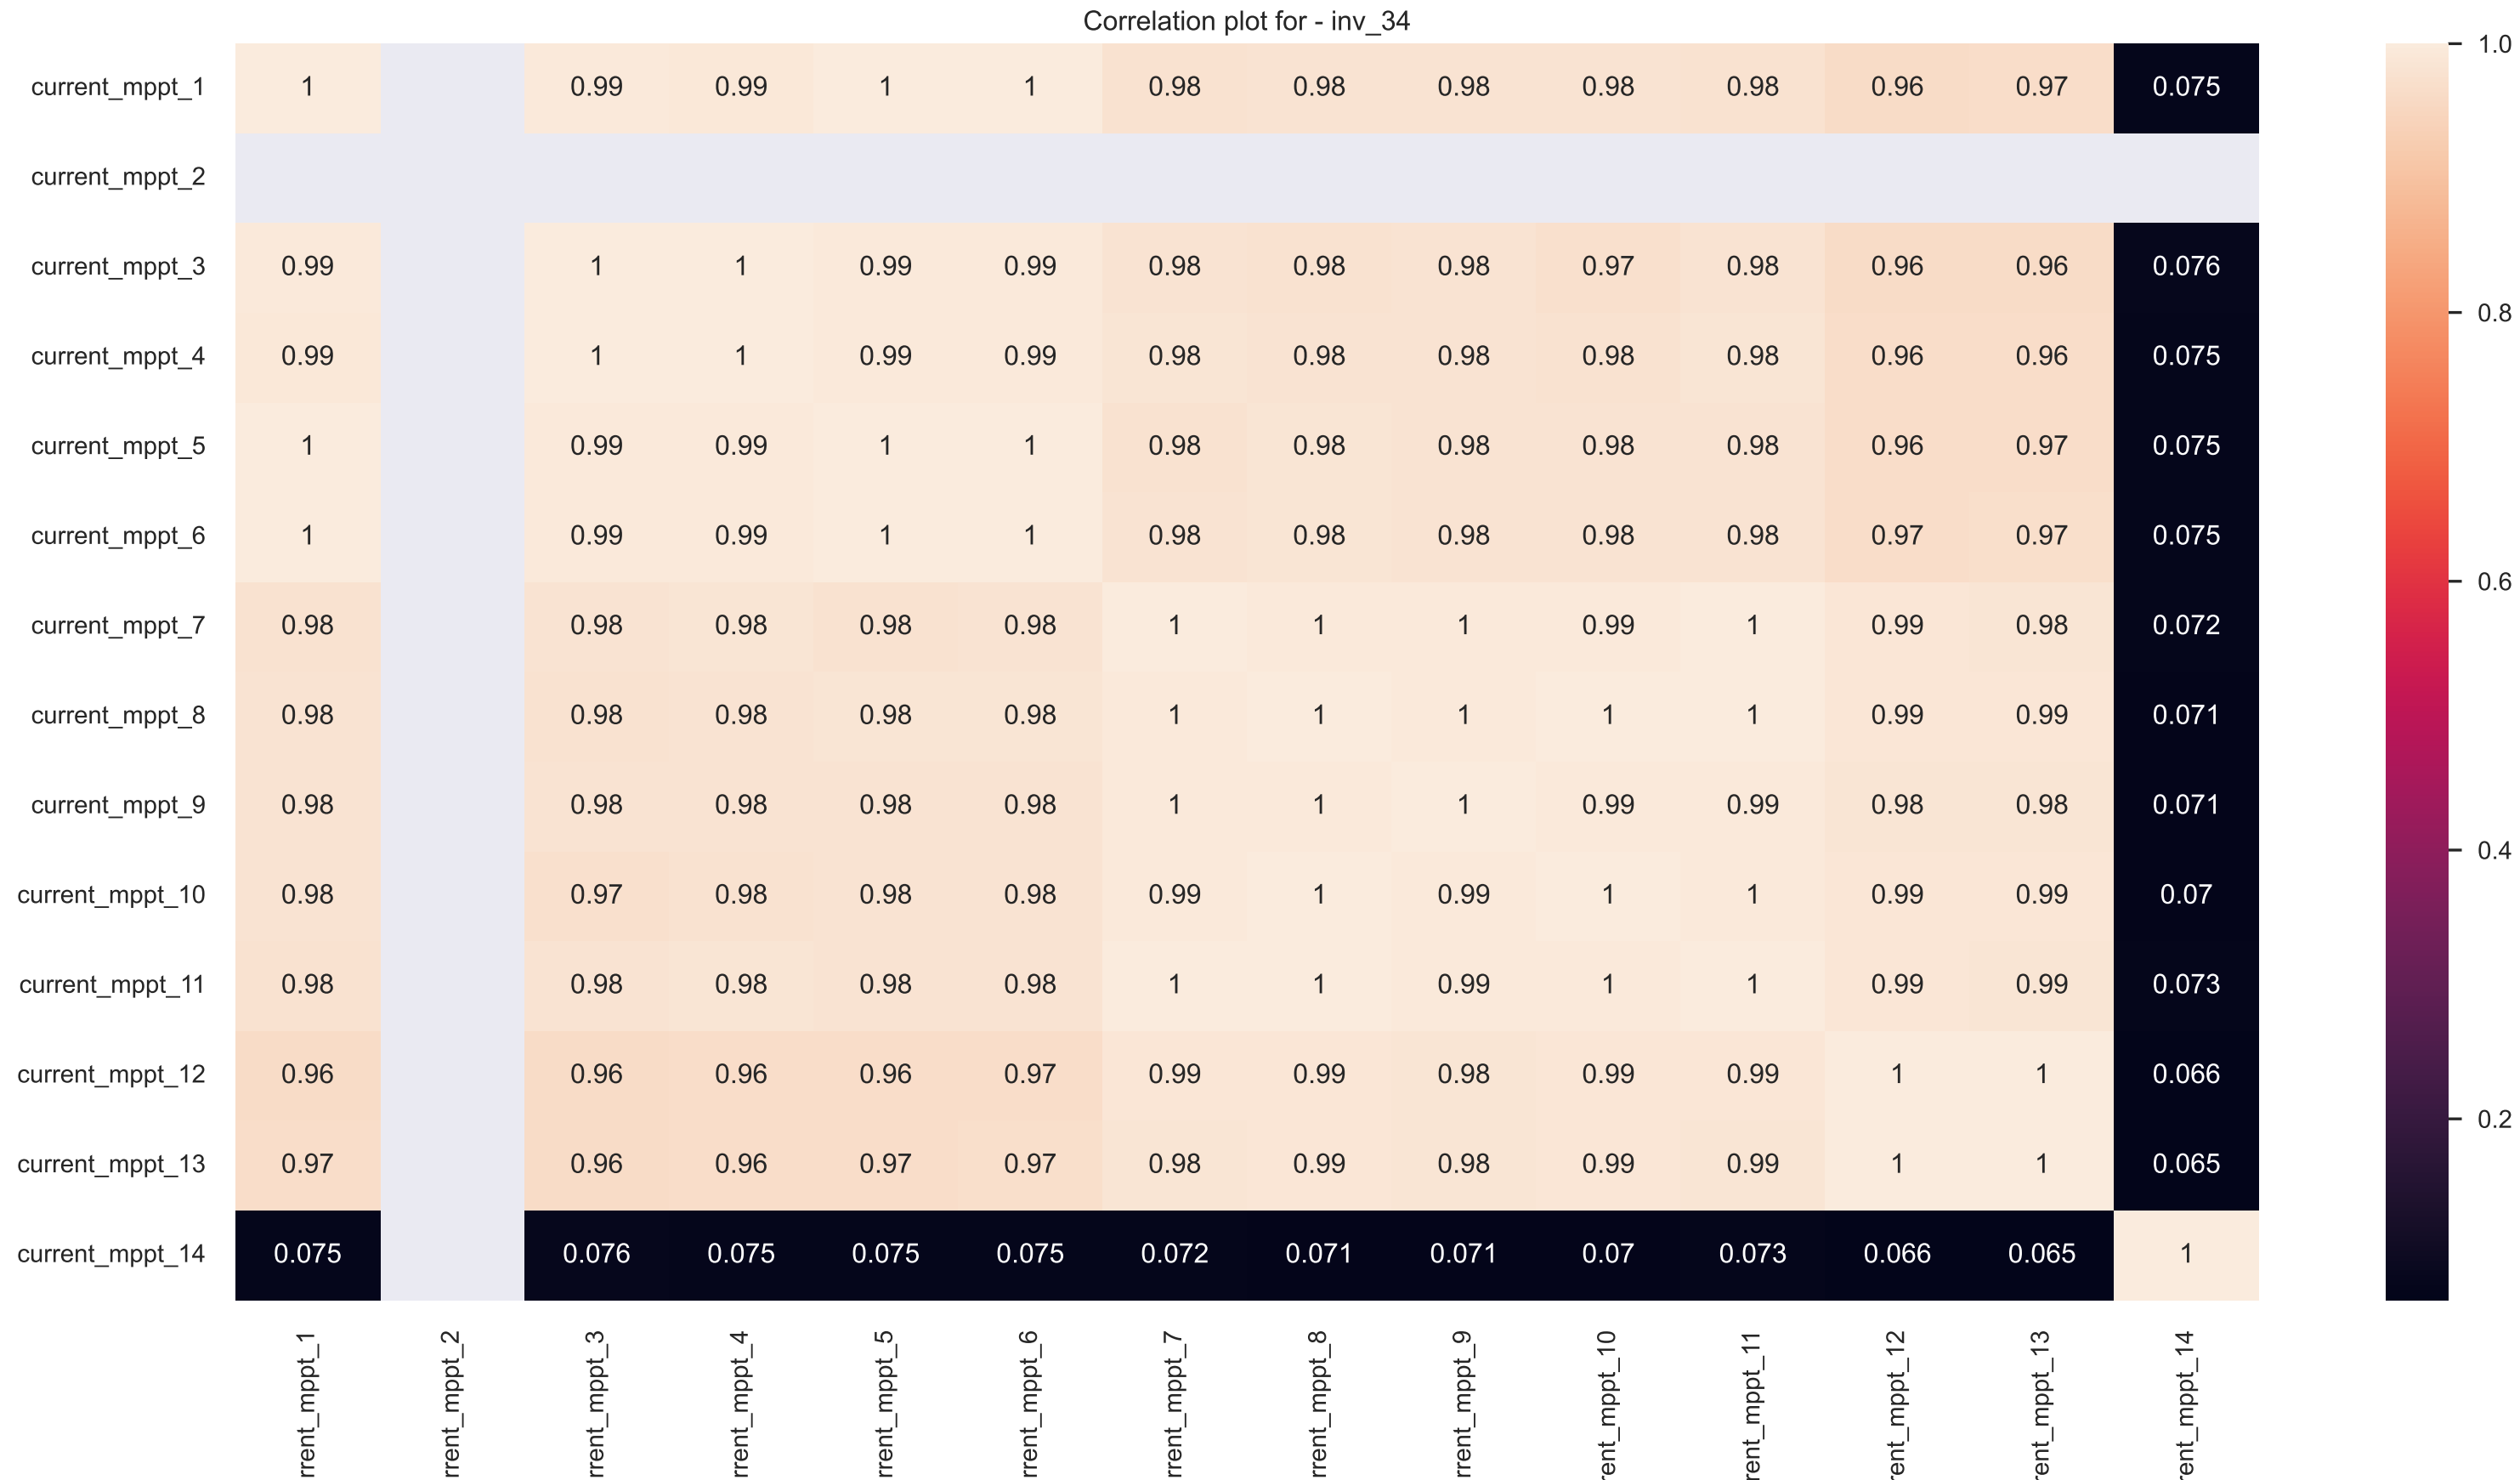 Correlation plot for - inv_34
current_mppt_1 1 0.99 0.99 1 1 0.98 0.98 0.98 0.98 0.98 0.96 0.97 0.075
current_mppt_2
current_mppt_3 0.99 1 1 0.99 0.99 0.98 0.98 0.98 0.97 0.98 0.96 0.96 0.076
current_mppt_4 0.99 1 1 0.99 0.99 0.98 0.98 0.98 0.98 0.98 0.96 0.96 0.075
current_mppt_5 1 0.99 0.99 1 1 0.98 0.98 0.98 0.98 0.98 0.96 0.97 0.075
current_mppt_6 1 0.99 0.99 1 1 0.98 0.98 0.98 0.98 0.98 0.97 0.97 0.075
current_mppt_7 0.98 0.98 0.98 0.98 0.98 1 1 1 0.99 1 0.99 0.98 0.072
current_mppt_8 0.98 0.98 0.98 0.98 0.98 1 1 1 1 1 0.99 0.99 0.071
current_mppt_9 0.98 0.98 0.98 0.98 0.98 1 1 1 0.99 0.99 0.98 0.98 0.071
current_mppt_10 0.98 0.97 0.98 0.98 0.98 0.99 1 0.99 1 1 0.99 0.99 0.07
current_mppt_11 0.98 0.98 0.98 0.98 0.98 1 1 0.99 1 1 0.99 0.99 0.073
current_mppt_12 0.96 0.96 0.96 0.96 0.97 0.99 0.99 0.98 0.99 0.99 1 1 0.066
current_mppt_13 0.97 0.96 0.96 0.97 0.97 0.98 0.99 0.98 0.99 0.99 1 1 0.065
current_mppt_14 0.075 0.076 0.075 0.075 0.075 0.072 0.071 0.071 0.07 0.073 0.066 0.065 1
rrent_mppt_1
rrent_mppt_2
rrent_mppt_3
rrent_mppt_4
rrent_mppt_5
rrent_mppt_6
rrent_mppt_7
rrent_mppt_8
rrent_mppt_9
rent_mppt_10
rent_mppt_11
rent_mppt_12
rent_mppt_13
rent_mppt_14
1.0
0.8
0.6
0.4
0.2